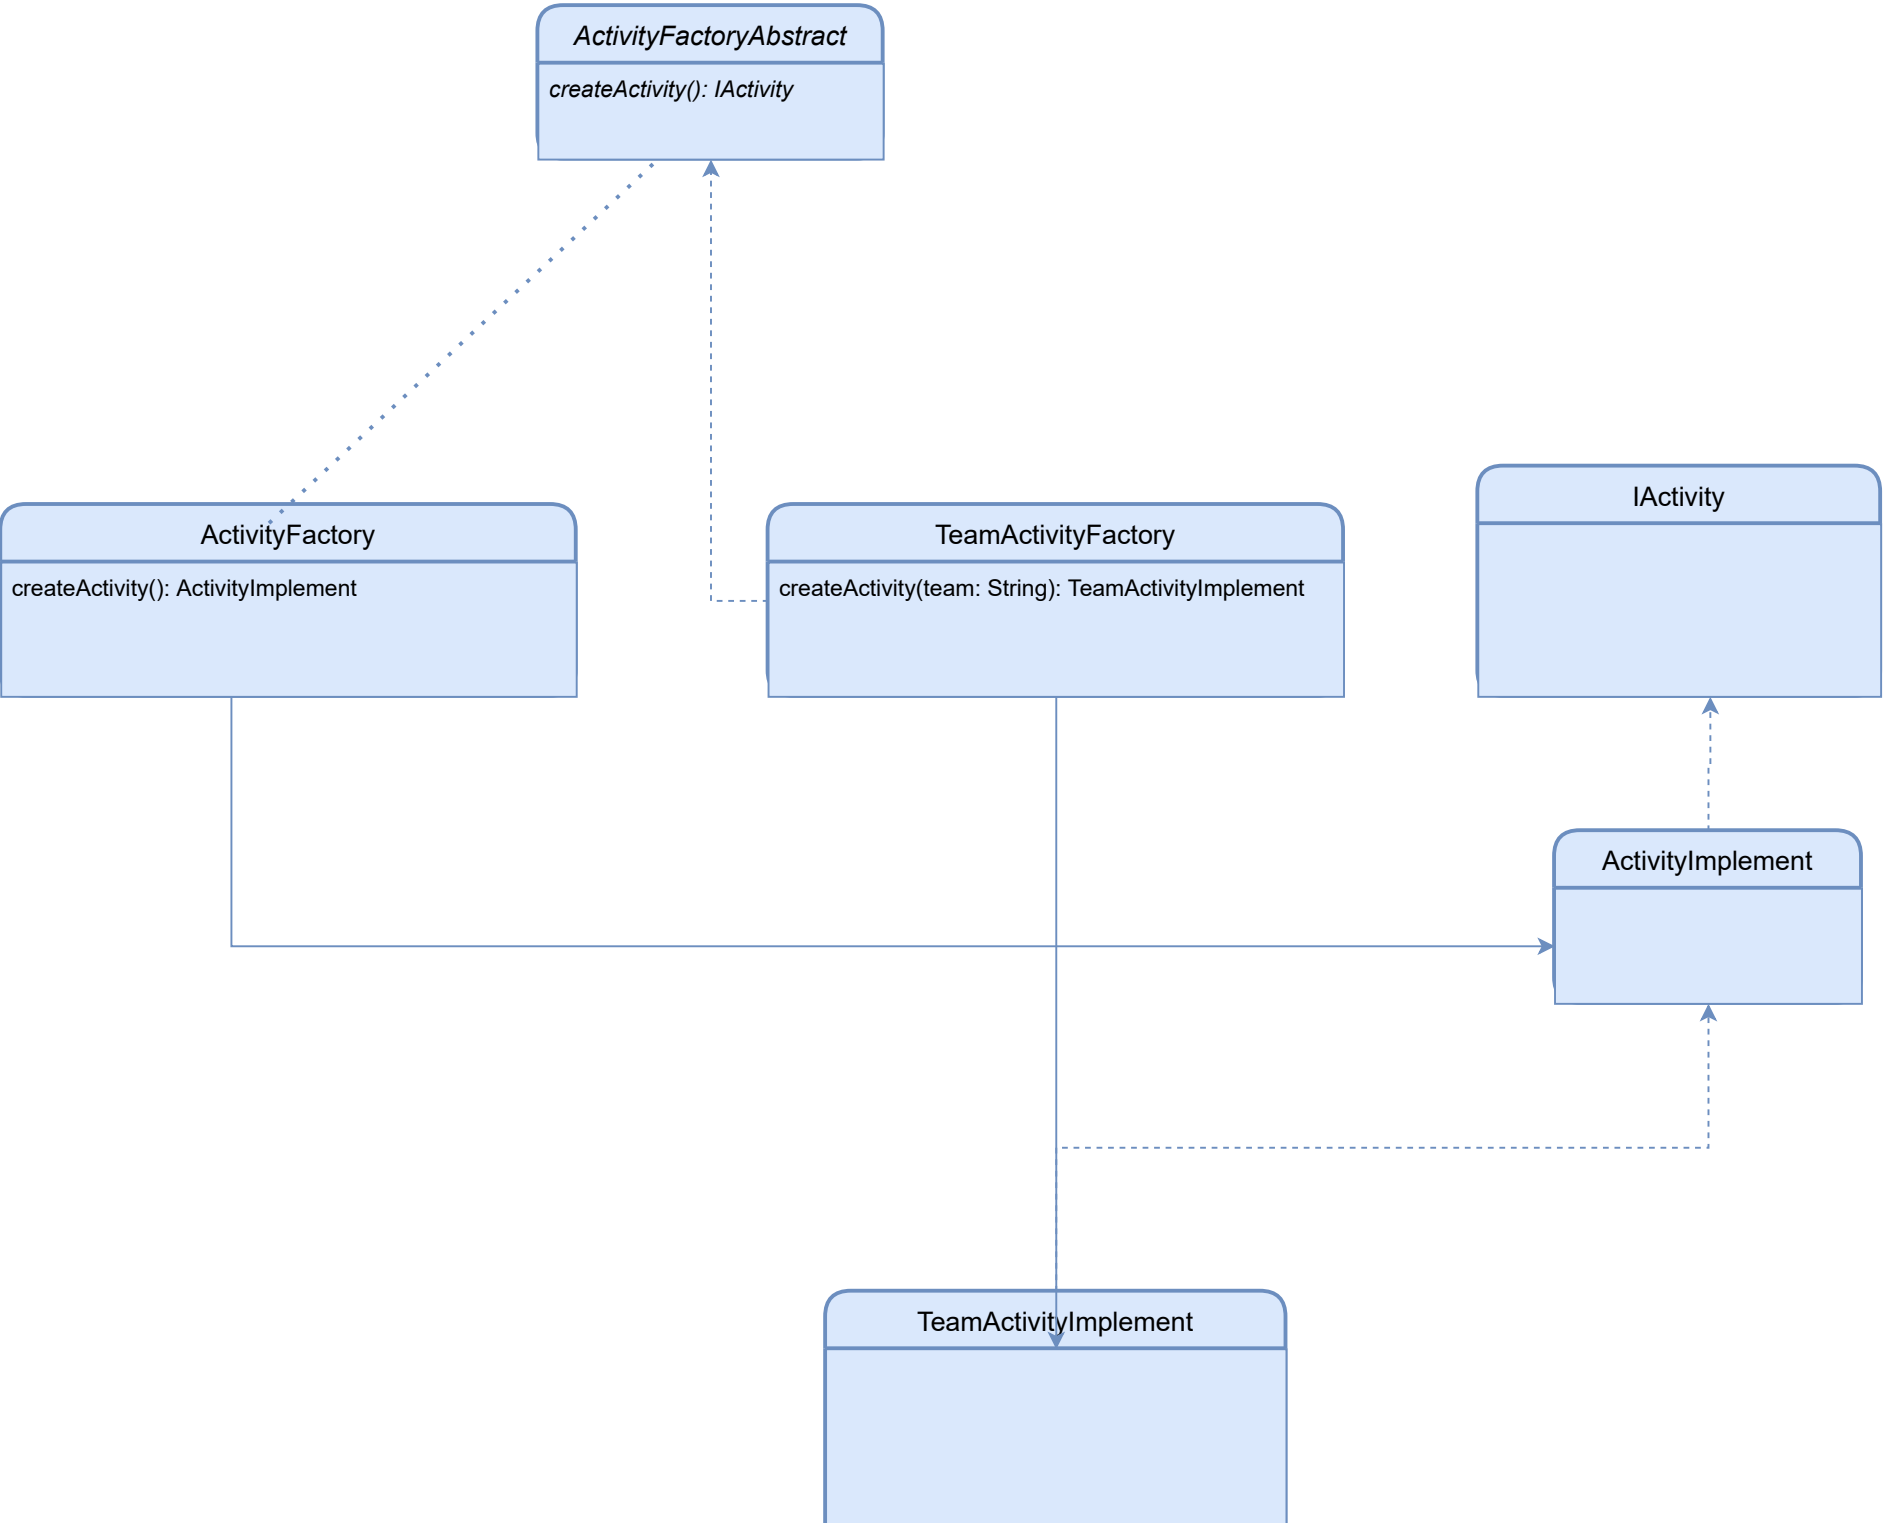 ActivityFactoryAbstract
createActivity(): IActivity
ActivityFactory
createActivity(): ActivityImplement
TeamActivityFactory
createActivity(team: String): TeamActivityImplement
IActivity
ActivityImplement
TeamActivityImplement